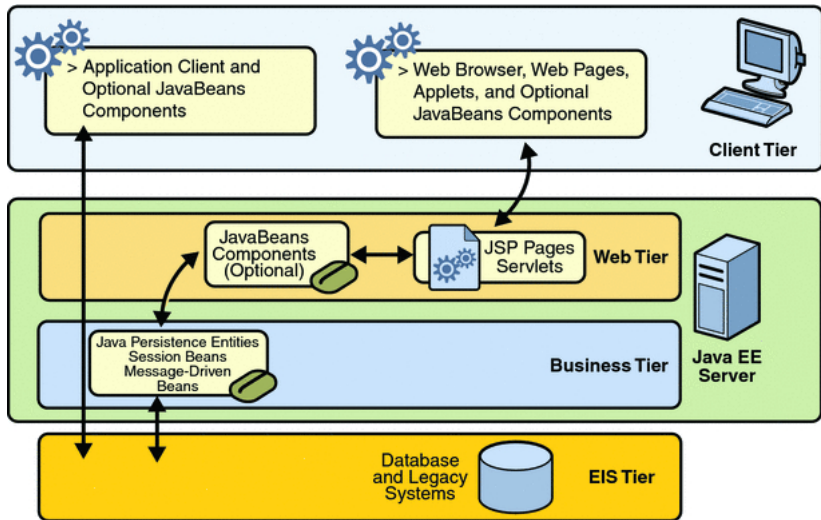 > Application Client and
Optional JavaBeans
Components
> Web Browser, Web Pages,
Applets, and Optional
JavaBeans Components
Client Tier
JavaBeans
Components
(Optional)
JSP Pages
Servlets
Web Tier
Java Persistence Entities
Session Beans
Message-Driven
Beans
Business Tier
Java EE
Server
Database
and Legacy
Systems
EIS Tier